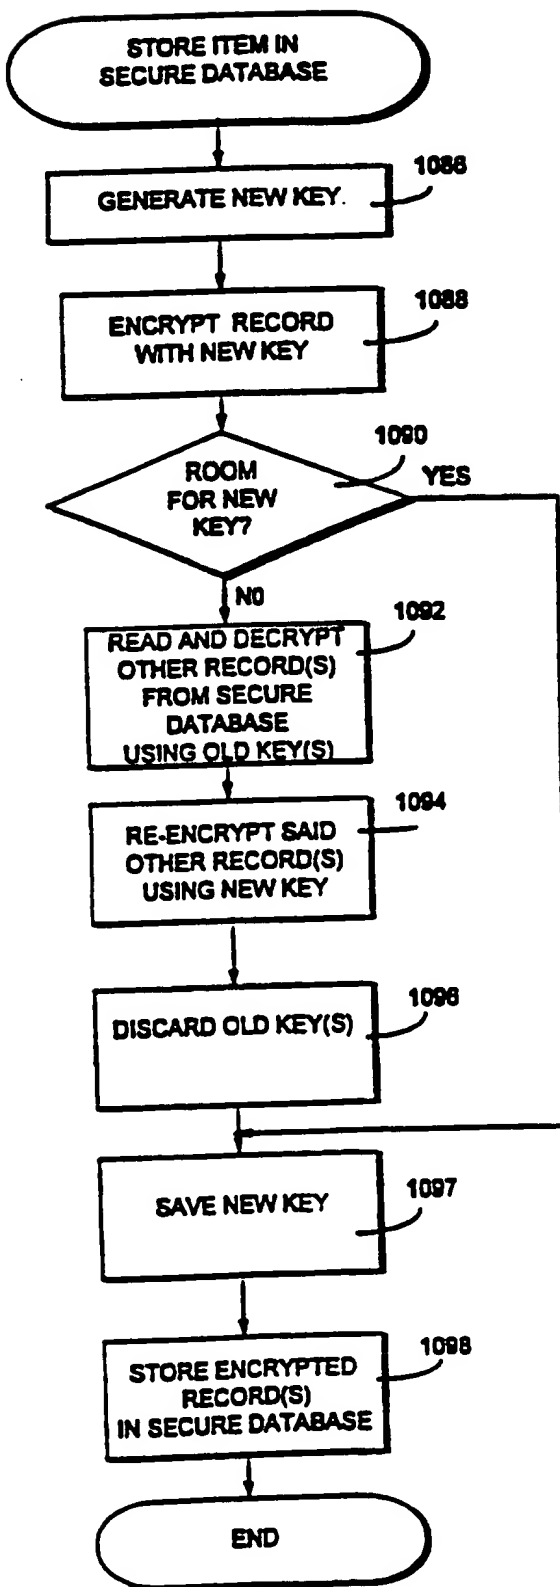 STORE ITEM IN
SECURE DATABASE
1086
GENERATE NEW KEY.
1088
ENCRYPT RECORD
WITH NEW KEY
1090
ROOM
FOR NEW
KEY?
YES
NO
1092
READ AND DECRYPT
OTHER RECORD(S)
FROM SECURE
DATABASE
USING OLD KEY(S)
1094
RE-ENCRYPT SAID
OTHER RECORD(S)
USING NEW KEY
1096
DISCARD OLD KEY(S)
1097
SAVE NEW KEY
1098
STORE ENCRYPTED
RECORD(S)
IN SECURE DATABASE
END